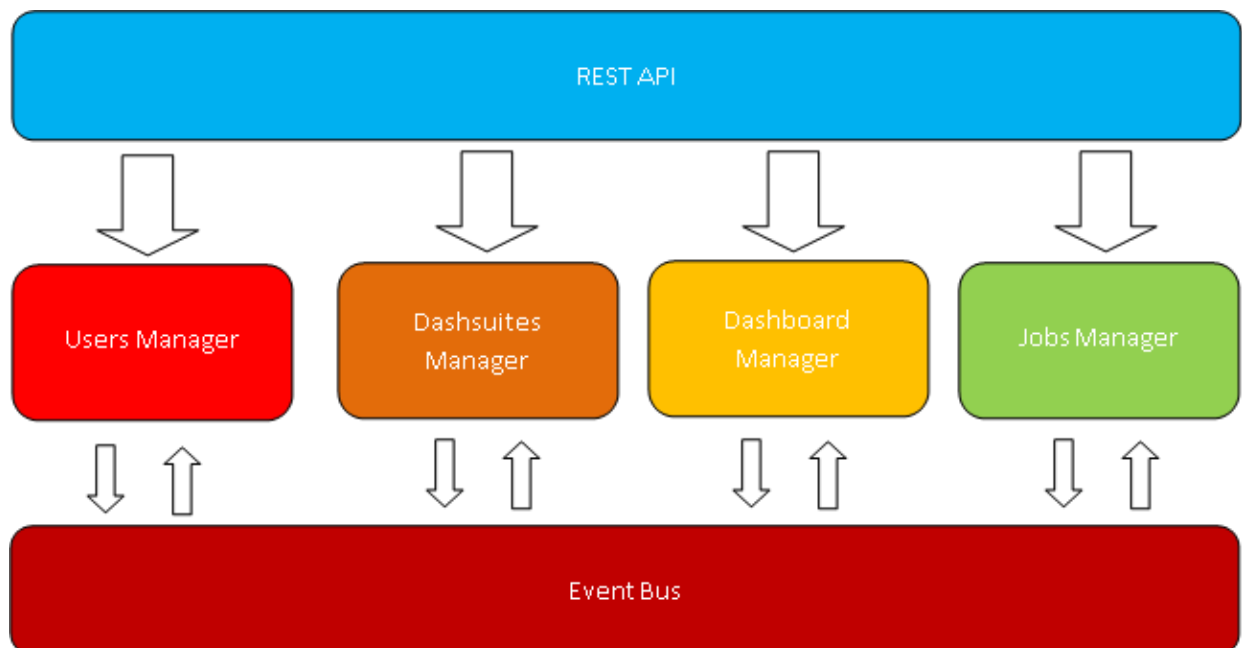 REST API
Users Manager
Dashsuites
Manager
Dashboard
Manager
Jobs Manager
Event Bus